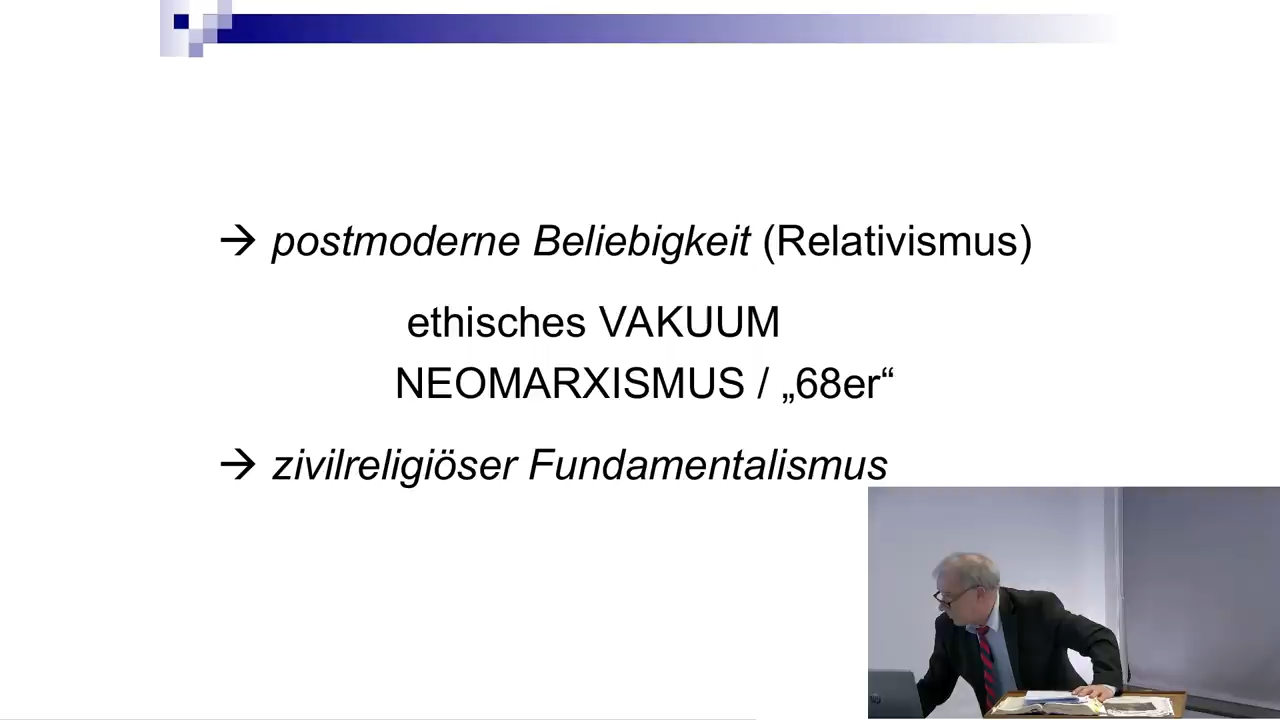 → postmoderne Beliebigkeit (Relativismus)
ethisches VAKUUM
NEOMARXISMUS / „68er“
→ zivilreligiöser Fundamentalismus